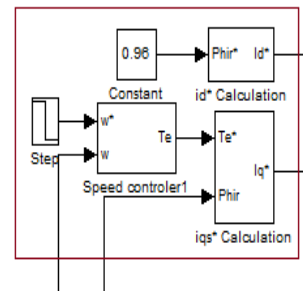 0.96
Constant
Phir*
Id*
id* Calculation
Step
w*
w
Te
Speed controler1
Te*
Phir
Iq*
iqs* Calculation